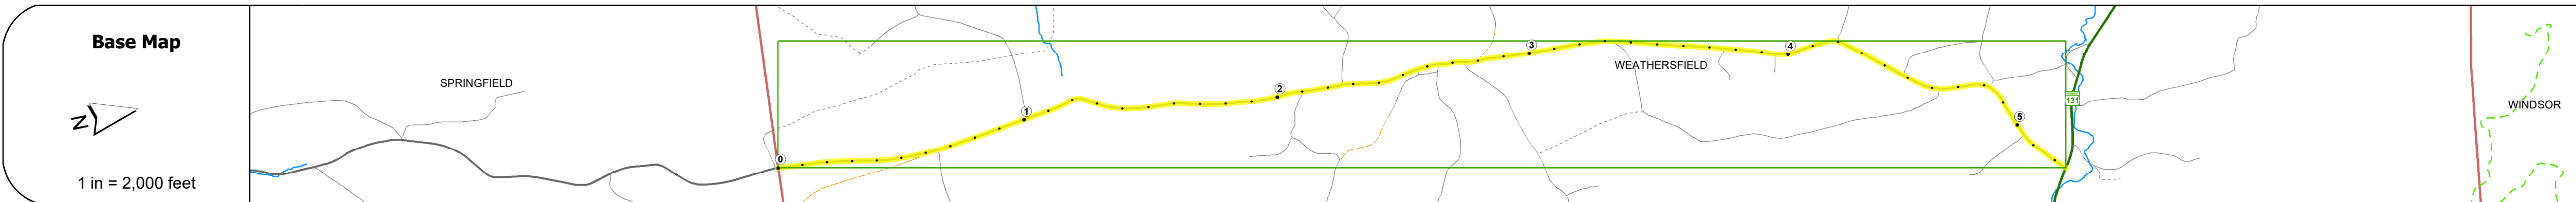 Base Map
N
1 in = 2,000 feet
SPRINGFIELD
0
1
2
3
WEATHERSFIELD
4
5
131
WINDSOR